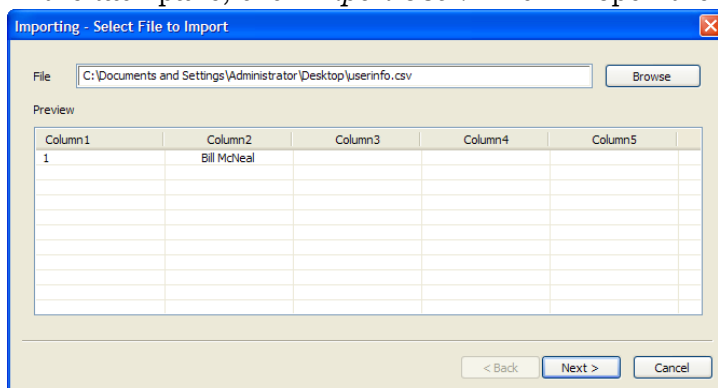 Importing - Select File to Import
File C:\Documents and Settings\Administrator\Desktop\userinfo.csv Browse
Preview
Column1 Column2 Column3 Column4 Column5
1 Bill McNeal
< Back Next > Cancel